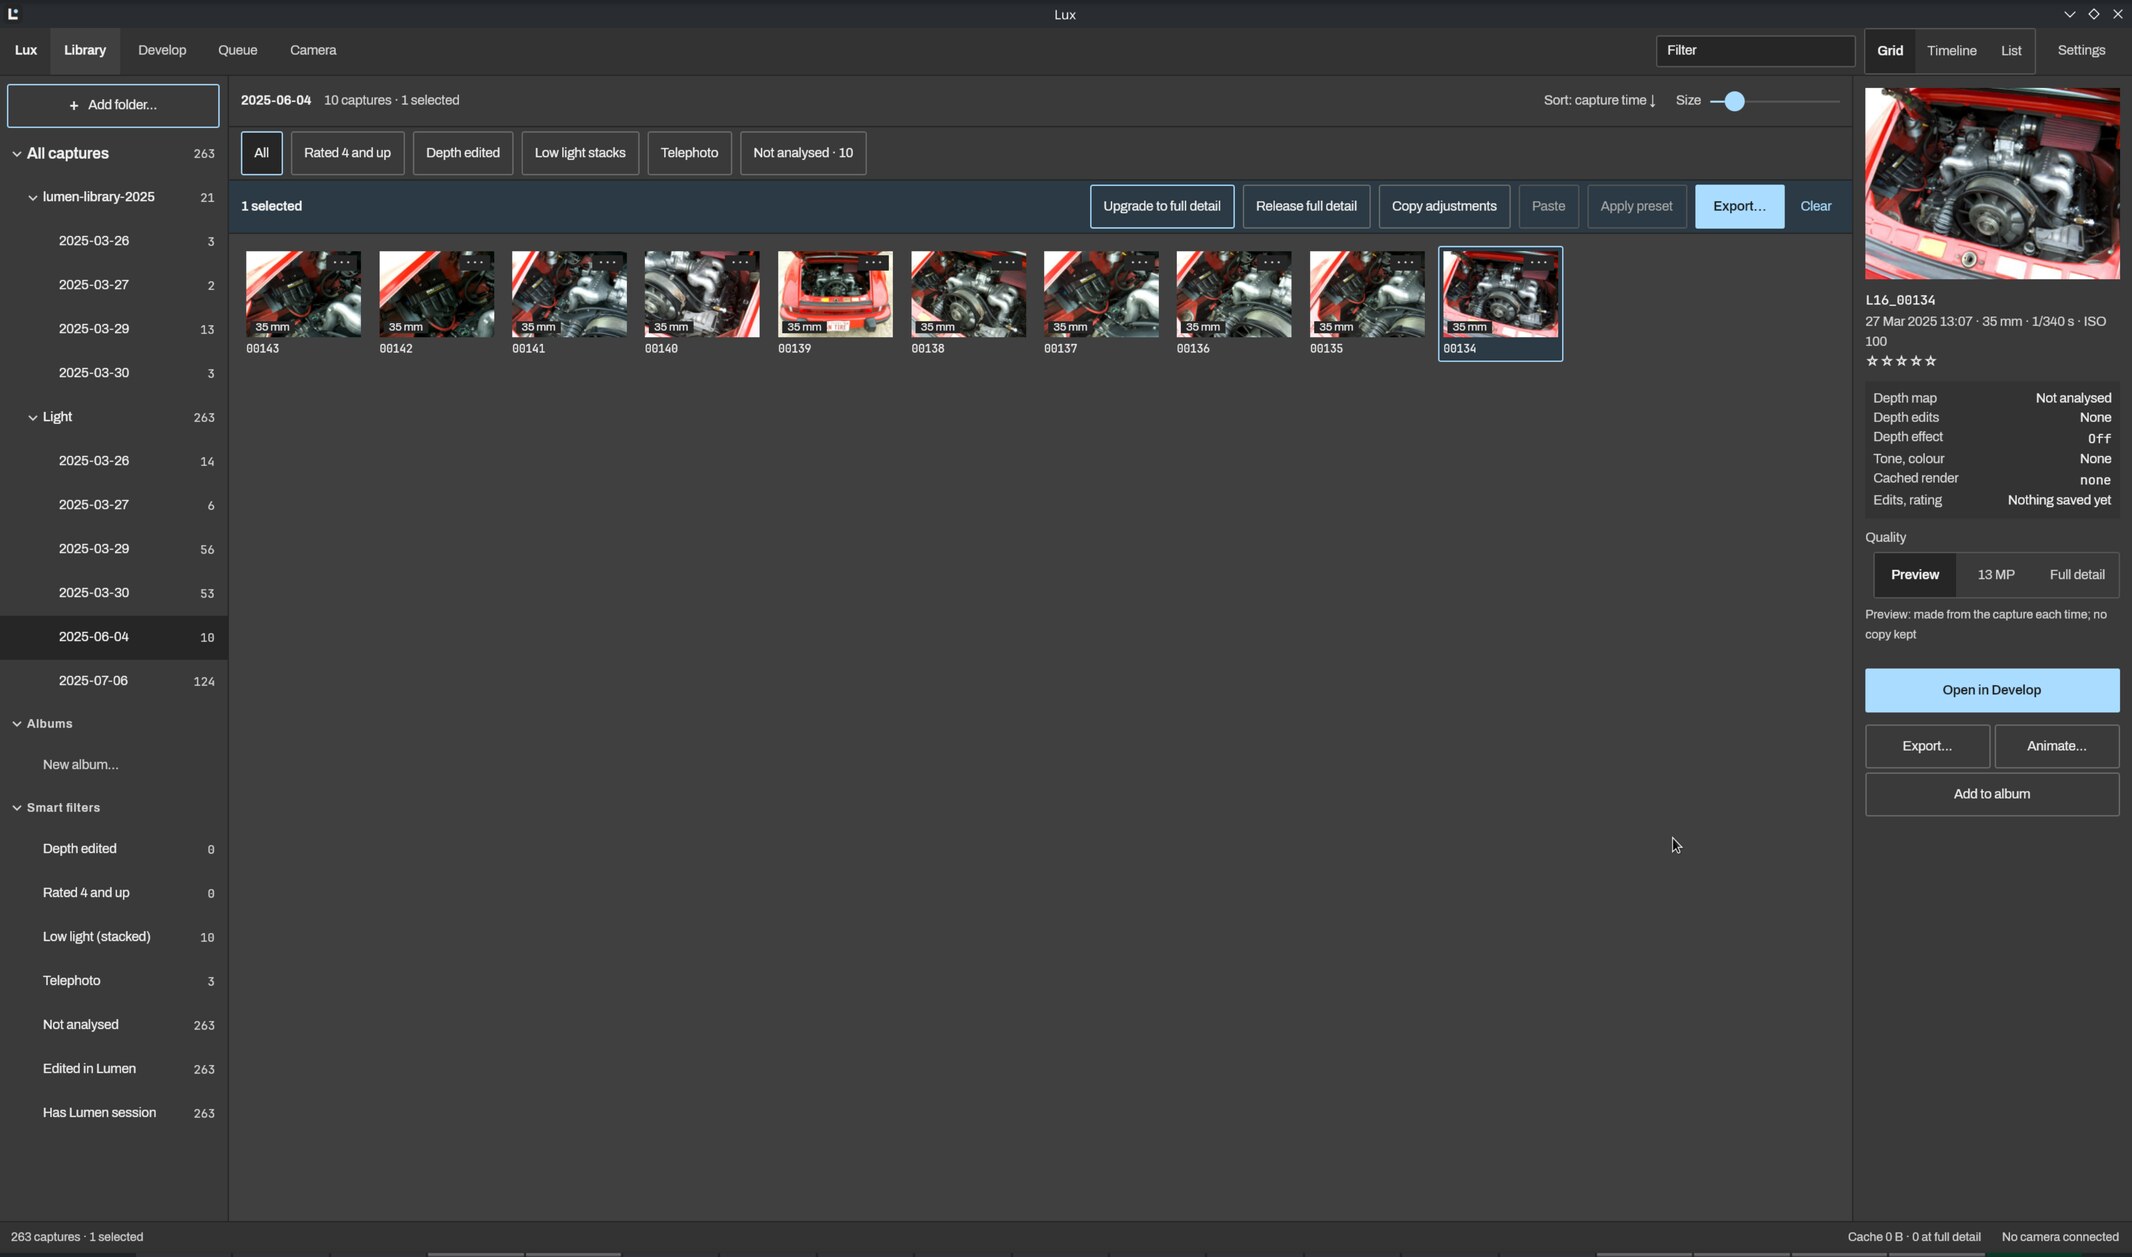 Lux
Lux Library Develop Queue Camera
Filter
Grid Timeline List Settings
+ Add folder...
All captures 263
lumen-library-2025 21
2025-03-26 3
2025-03-27 2
2025-03-29 13
2025-03-30 3
Light 263
2025-03-26 14
2025-03-27 6
2025-03-29 56
2025-03-30 53
2025-06-04 10
2025-07-06 124
Albums
New album...
Smart filters
Depth edited 0
Rated 4 and up 0
Low light (stacked) 10
Telephoto 3
Not analysed 263
Edited in Lumen 263
Has Lumen session 263
2025-06-04 10 captures · 1 selected
Sort: capture time ↓ Size
All Rated 4 and up Depth edited Low light stacks Telephoto Not analysed · 10
1 selected
Upgrade to full detail Release full detail Copy adjustments Paste Apply preset Export... Clear
35 mm 35 mm 35 mm 35 mm 35 mm 35 mm 35 mm 35 mm 35 mm 35 mm
00143 00142 00141 00140 00139 00138 00137 00136 00135 00134
L16_00134
27 Mar 2025 13:07 · 35 mm · 1/340 s · ISO
100
☆☆☆☆☆
Depth map Not analysed
Depth edits None
Depth effect Off
Tone, colour None
Cached render none
Edits, rating Nothing saved yet
Quality
Preview 13 MP Full detail
Preview: made from the capture each time; no
copy kept
Open in Develop
Export... Animate...
Add to album
263 captures · 1 selected
Cache 0 B · 0 at full detail No camera connected